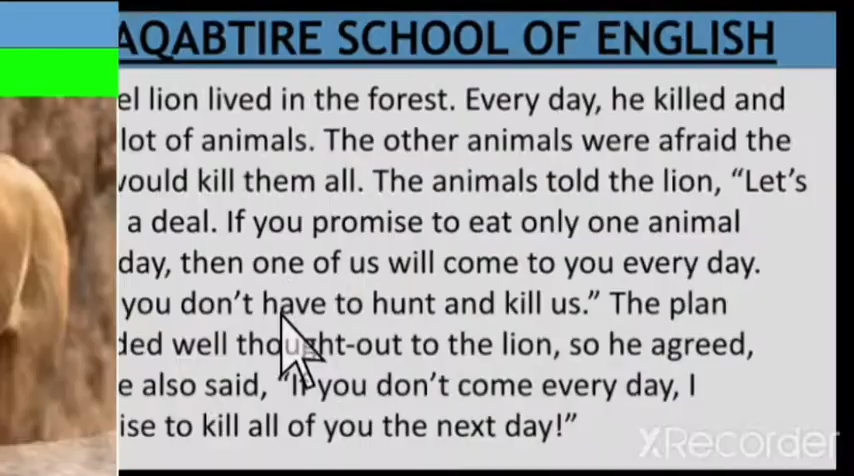 AQABTIRE SCHOOL OF ENGLISH
lion lived in the forest. Every day, he killed and
lot of animals. The other animals were afraid the
would kill them all. The animals told the lion, “Let’s
a deal. If you promise to eat only one animal
day, then one of us will come to you every day.
you don’t have to hunt and kill us.” The plan
well thought-out to the lion, so he agreed,
also said, “If you don’t come every day, I
to kill all of you the next day!”
XRecorder